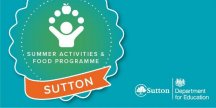 SUMMER ACTIVITIES &
FOOD PROGRAMME
SUTTON
Sutton
Department
for Education